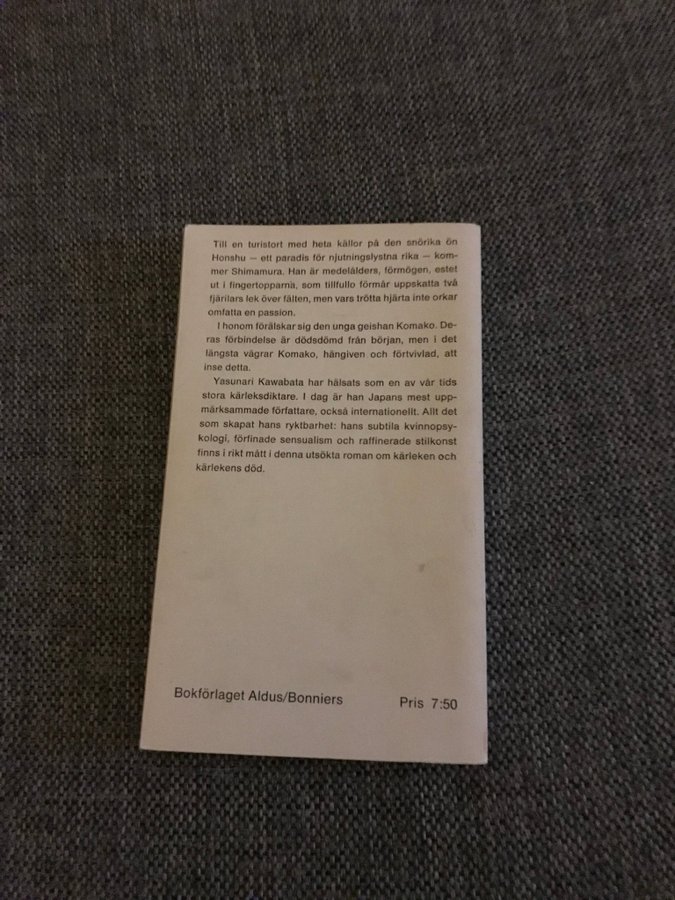 Till en turistort med heta källor på den snörika ön
Honshu — ett paradis för njutningslystna rika — kom-
mer Shimamura. Han är medelålders, förmögen, estet
ut i fingertopparna, som tillfullo förmår uppskatta två
fjärilars lek över fälten, men vars trötta hjärta inte orkar
omfatta en passion.
I honom förälskar sig den unga geishan Komako. De-
ras förbindelse är dödsdömd från början, men i det
längsta vägrar Komako, hängiven och förtvivlad, att
inse detta.
Yasunari Kawabata har hälsats som en av vår tids
stora kärleksdiktare. I dag är han Japans mest upp-
märksammade författare, också internationellt. Allt det
som skapat hans ryktbarhet: hans subtila kvinnopsy-
kologi, förfinade sensualism och raffinerade stilkonst
finns i rikt mått i denna utsökta roman om kärleken och
kärlekens död.
Bokförlaget Aldus/Bonniers
Pris 7:50